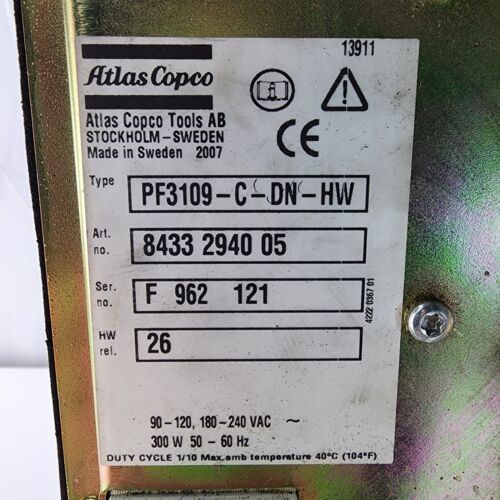 13911
Atlas Copco
Atlas Copco Tools AB
STOCKHOLM-SWEDEN
Made in Sweden 2007
CE
Type PF3109-C-DN-HW
Art. no. 8433 2940 05
Ser. no. F 962 121
HW rel. 26
4222 0367 01
90-120, 180-240 VAC ~
300 W 50-60 Hz
DUTY CYCLE 1/10 Max.amb temperature 40°C (104°F)